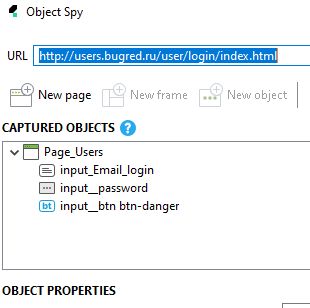 Object Spy
URL http://users.bugred.ru/user/login/index.html
New page New frame New object
CAPTURED OBJECTS ?
Page_Users
input_Email_login
input__password
bt input__btn btn-danger
OBJECT PROPERTIES